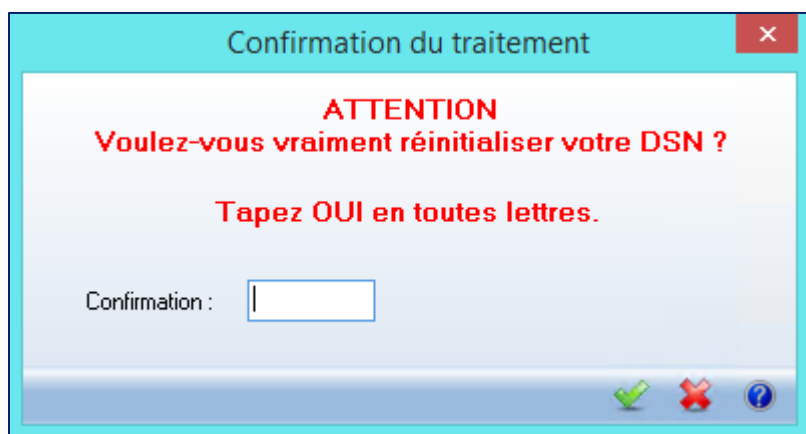 Confirmation du traitement
ATTENTION
Voulez-vous vraiment réinitialiser votre DSN ?
Tapez OUI en toutes lettres.
Confirmation :